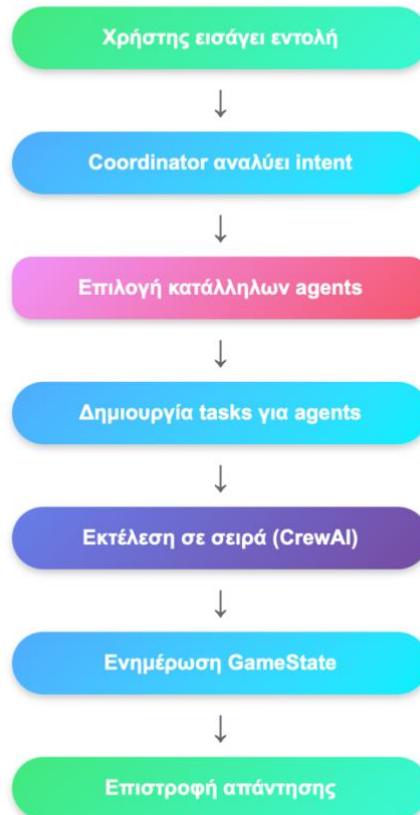 Χρήστης εισάγει εντολή
↓
Coordinator αναλύει intent
↓
Επιλογή κατάλληλων agents
↓
Δημιουργία tasks για agents
↓
Εκτέλεση σε σειρά (CrewAI)
↓
Ενημέρωση GameState
↓
Επιστροφή απάντησης